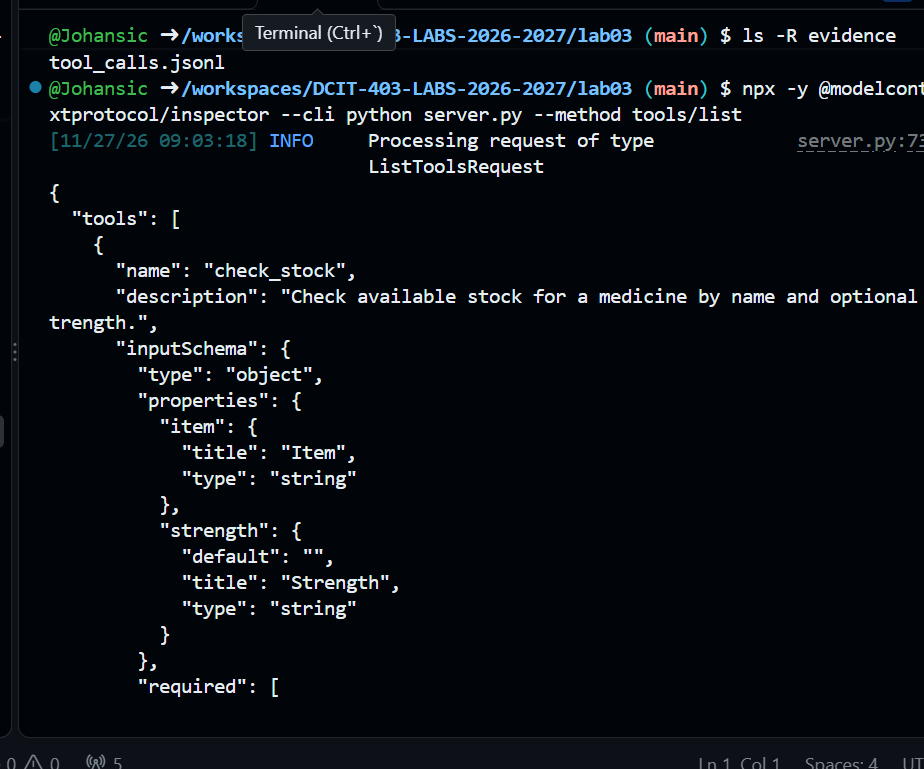 Terminal (Ctrl+`)
@Johansic ➜ /works -LABS-2026-2027/lab03 (main) $ ls -R evidence
tool_calls.jsonl
@Johansic ➜ /workspaces/DCIT-403-LABS-2026-2027/lab03 (main) $ npx -y @modelcont
xtprotocol/inspector --cli python server.py --method tools/list
[11/27/26 09:03:18] INFO Processing request of type server.py:73
ListToolsRequest
{
"tools": [
{
"name": "check_stock",
"description": "Check available stock for a medicine by name and optional
trength.",
"inputSchema": {
"type": "object",
"properties": {
"item": {
"title": "Item",
"type": "string"
},
"strength": {
"default": "",
"title": "Strength",
"type": "string"
}
},
"required": [
0 0 5 Ln 1, Col 1 Spaces: 4 UT